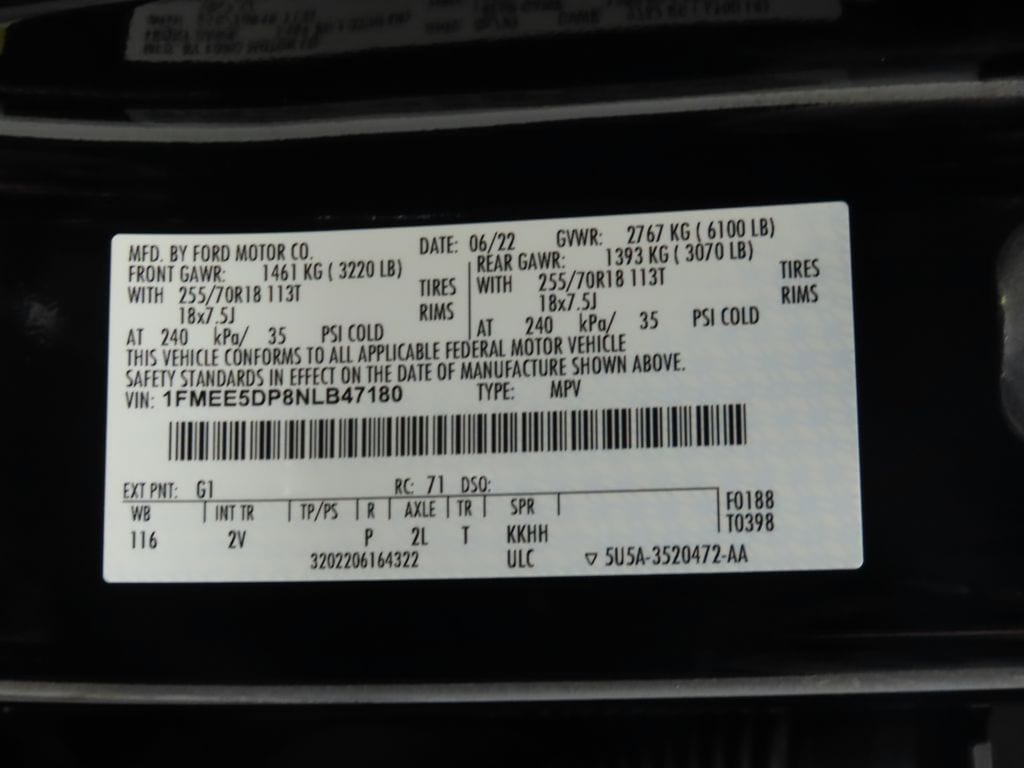 MFD. BY FORD MOTOR CO. DATE: 06/22 GVWR: 2767 KG ( 6100 LB)
FRONT GAWR: 1461 KG ( 3220 LB) REAR GAWR: 1393 KG ( 3070 LB)
WITH 255/70R18 113T TIRES WITH 255/70R18 113T TIRES
18x7.5J RIMS 18x7.5J RIMS
AT 240 kPa/ 35 PSI COLD AT 240 kPa/ 35 PSI COLD
THIS VEHICLE CONFORMS TO ALL APPLICABLE FEDERAL MOTOR VEHICLE
SAFETY STANDARDS IN EFFECT ON THE DATE OF MANUFACTURE SHOWN ABOVE.
VIN: 1FMEE5DP8NLB47180 TYPE: MPV
EXT PNT: G1 RC: 71 DSO:
WB INT TR TP/PS R AXLE TR SPR F0188
T0398
116 2V P 2L T KKHH
3202206164322 ULC ▽ 5U5A-3520472-AA